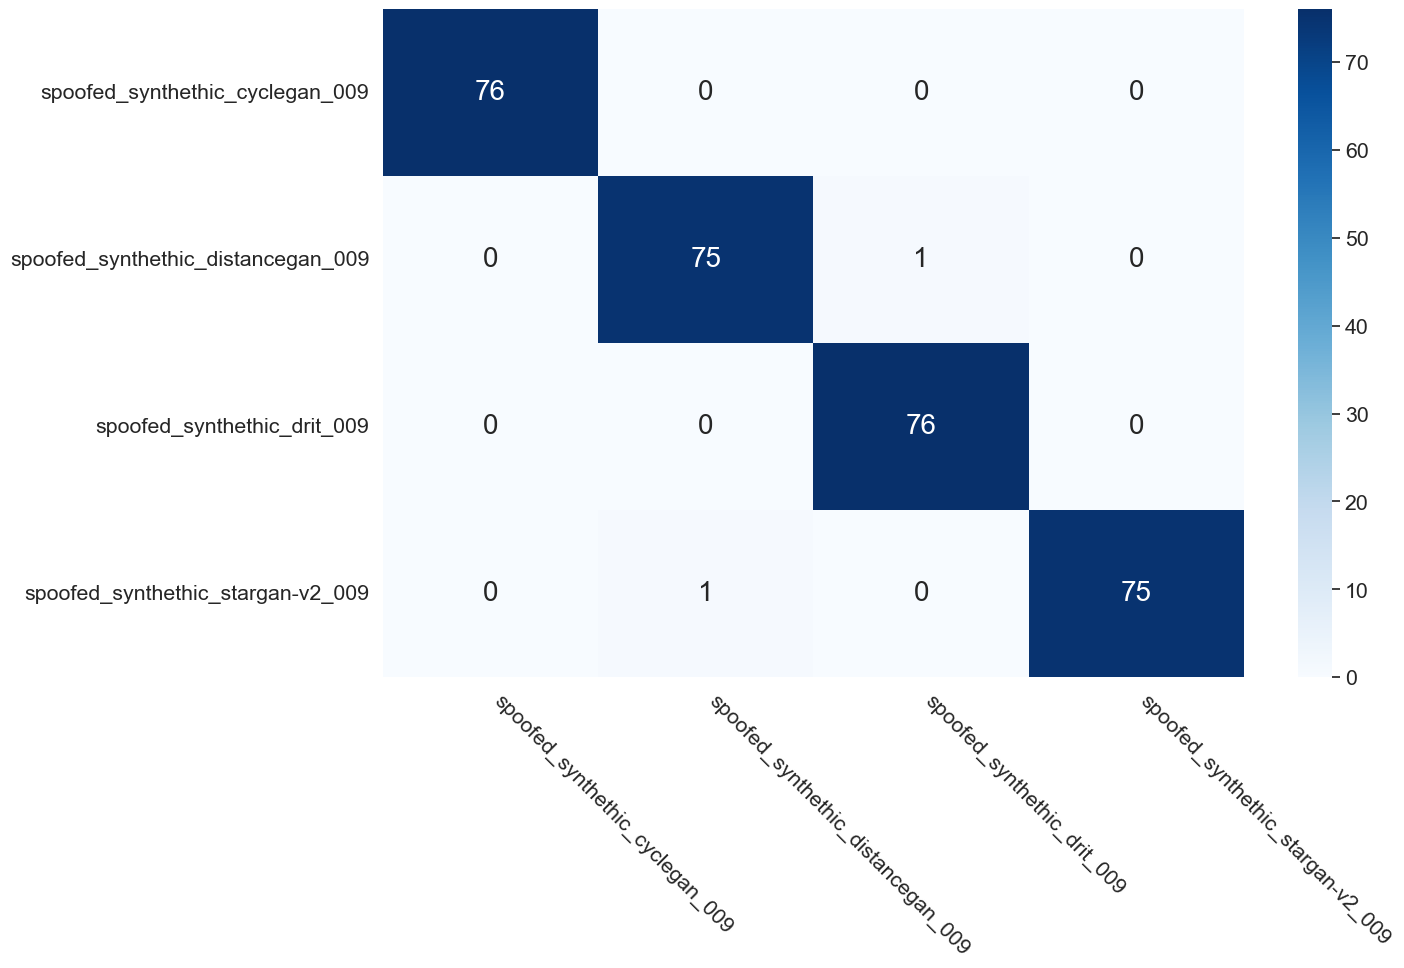 spoofed_synthethic_cyclegan_009 76 0 0 0
spoofed_synthethic_distancegan_009 0 75 1 0
spoofed_synthethic_drit_009 0 0 76 0
spoofed_synthethic_stargan-v2_009 0 1 0 75
spoofed_synthethic_cyclegan_009
spoofed_synthethic_distancegan_009
spoofed_synthethic_drit_009
spoofed_synthethic_stargan-v2_009
70
60
50
40
30
20
10
0